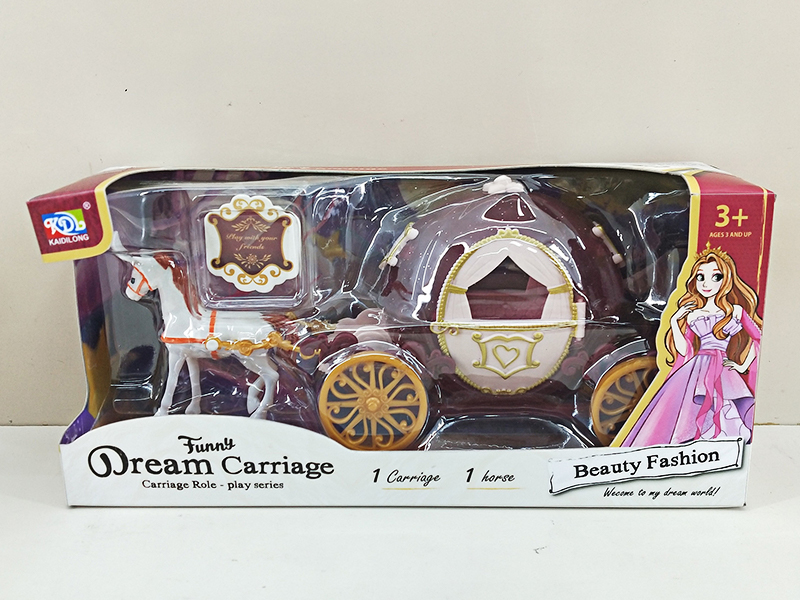 KDL
®
KAIDILONG
Play with your
friends
3+
AGES 3 AND UP
Funny
Dream Carriage
Carriage Role - play series
1 Carriage
1 horse
Beauty Fashion
Wecome to my dream world!